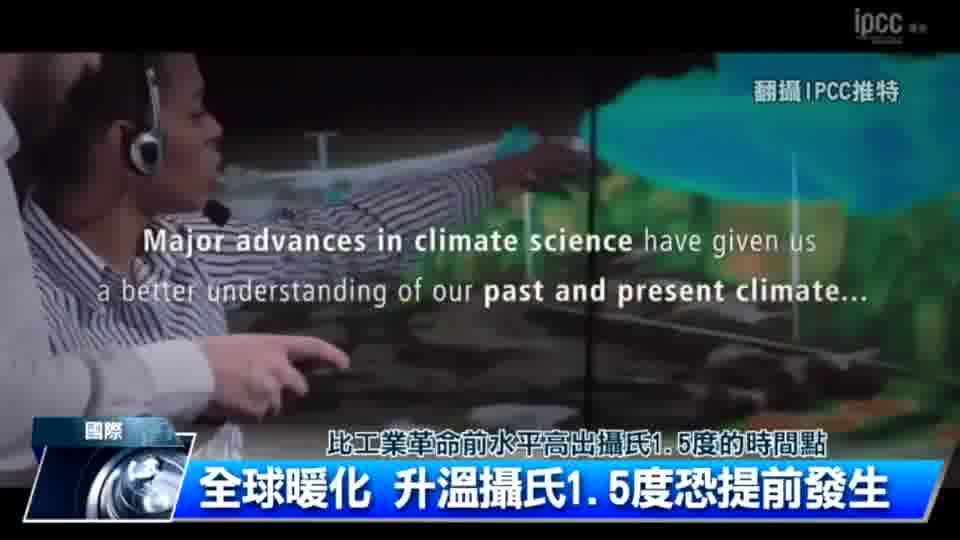 ipcc
翻攝IPCC推特
Major advances in climate science have given us
a better understanding of our past and present climate...
國際
比工業革命前水平高出攝氏1.5度的時間點
全球暖化 升溫攝氏1.5度恐提前發生